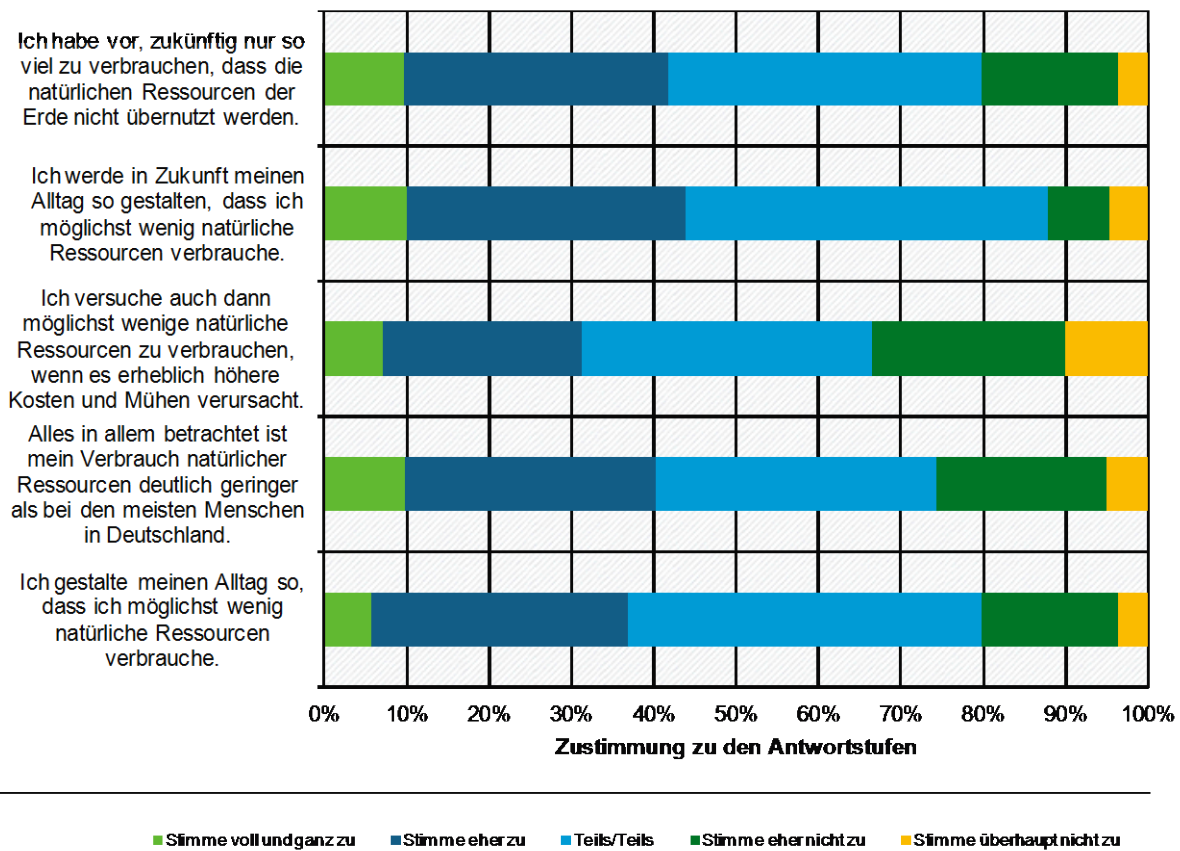 Ich habe vor, zukünftig nur so
viel zu verbrauchen, dass die
natürlichen Ressourcen der
Erde nicht übernutzt werden.
Ich werde in Zukunft meinen
Alltag so gestalten, dass ich
möglichst wenig natürliche
Ressourcen verbrauche.
Ich versuche auch dann
möglichst wenige natürliche
Ressourcen zu verbrauchen,
wenn es erheblich höhere
Kosten und Mühen verursacht.
Alles in allem betrachtet ist
mein Verbrauch natürlicher
Ressourcen deutlich geringer
als bei den meisten Menschen
in Deutschland.
Ich gestalte meinen Alltag so,
dass ich möglichst wenig
natürliche Ressourcen
verbrauche.
0% 10% 20% 30% 40% 50% 60% 70% 80% 90% 100%
Zustimmung zu den Antwortstufen
Stimme voll und ganz zu Stimme eher zu Teils/Teils Stimme eher nicht zu Stimme überhaupt nicht zu